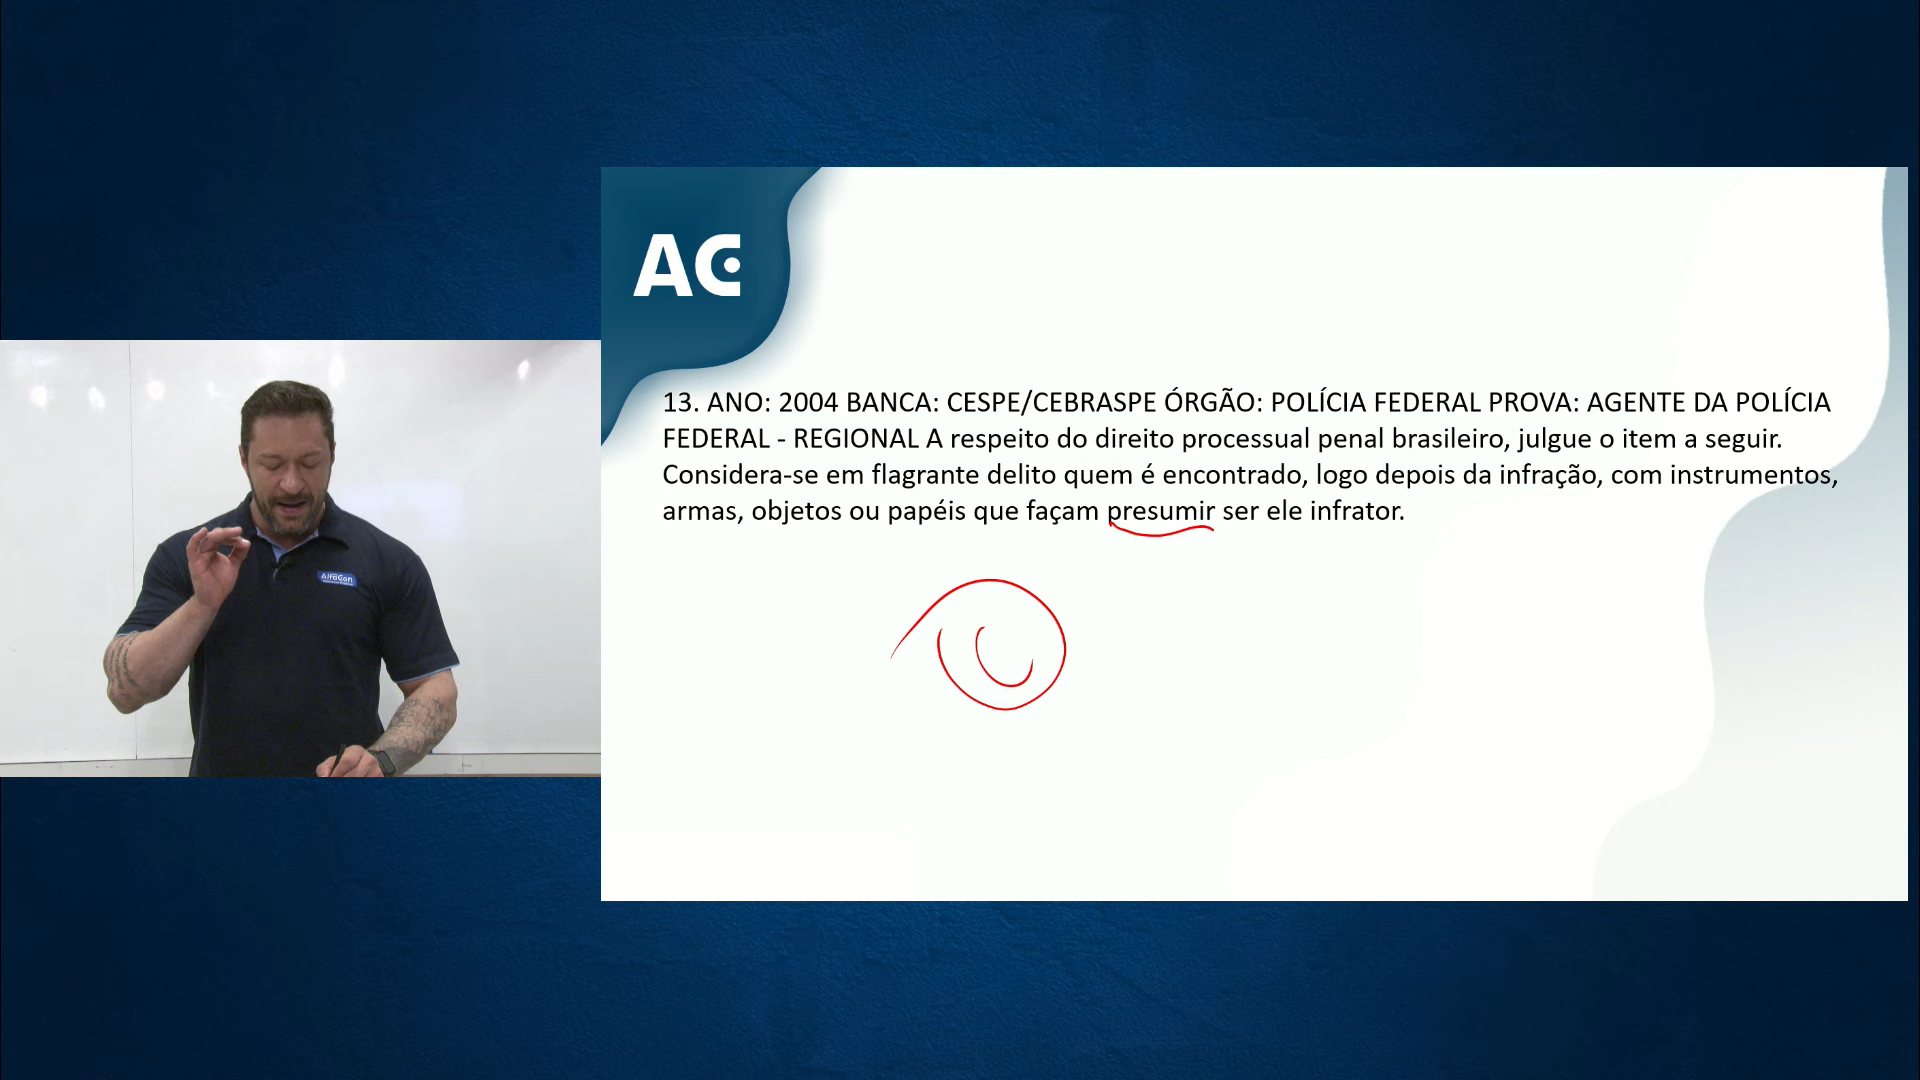 AC
13. ANO: 2004 BANCA: CESPE/CEBRASPE ÓRGÃO: POLÍCIA FEDERAL PROVA: AGENTE DA POLÍCIA
FEDERAL - REGIONAL A respeito do direito processual penal brasileiro, julgue o item a seguir.
Considera-se em flagrante delito quem é encontrado, logo depois da infração, com instrumentos,
armas, objetos ou papéis que façam presumir ser ele infrator.
AlfaCon